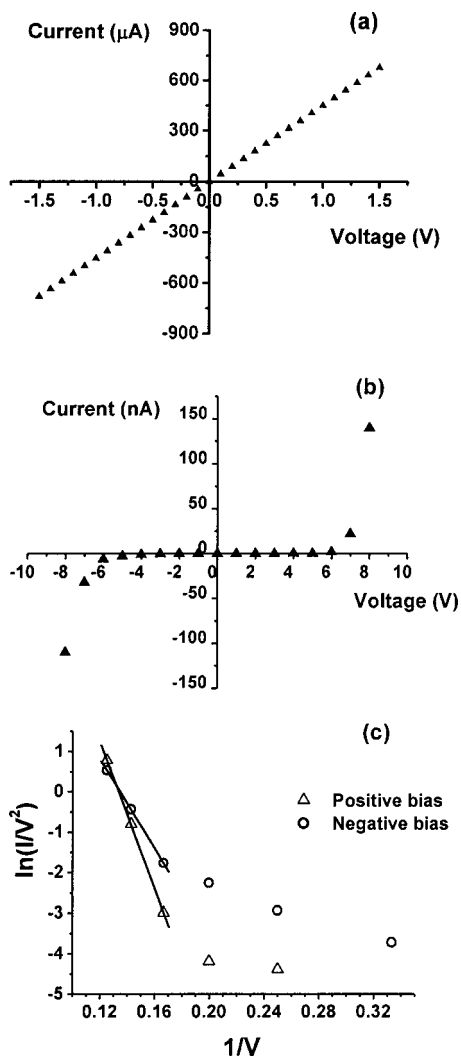 Current (μA)
(a)
900
600
300
0
-1.5 -1.0 -0.5 0.0 0.5 1.0 1.5
Voltage (V)
-300
-600
-900
(b)
Current (nA)
150
100
50
0
-10 -8 -6 -4 -2 0 2 4 6 8 10
Voltage (V)
-50
-100
-150
(c)
1
0
-1
-2
-3
-4
-5
ln(I/V²)
Positive bias
Negative bias
0.12 0.16 0.20 0.24 0.28 0.32
1/V